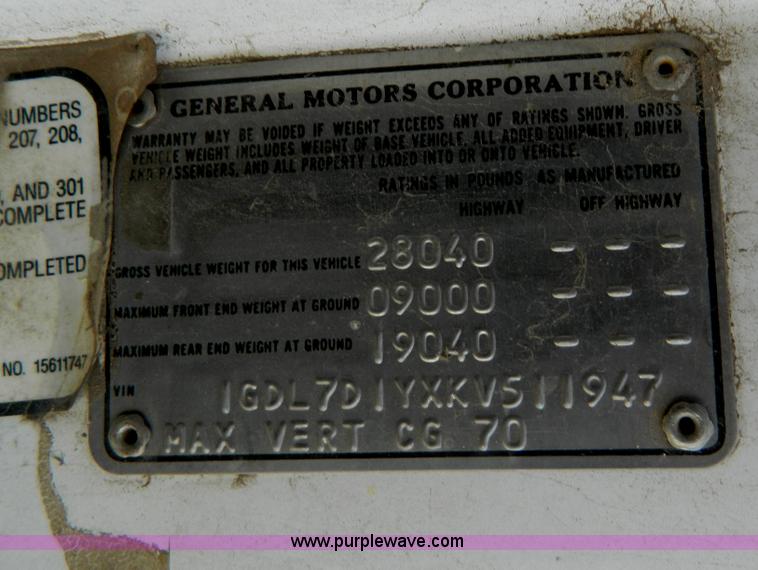 NUMBERS
207, 208,
, AND 301
COMPLETE
OMPLETED
NO. 15611747
GENERAL MOTORS CORPORATION
WARRANTY MAY BE VOIDED IF WEIGHT EXCEEDS ANY OF RATINGS SHOWN. GROSS
VEHICLE WEIGHT INCLUDES WEIGHT OF BASE VEHICLE, ALL ADDED EQUIPMENT, DRIVER
AND PASSENGERS, AND ALL PROPERTY LOADED INTO OR ONTO VEHICLE.
RATINGS IN POUNDS AS MANUFACTURED
HIGHWAY OFF HIGHWAY
GROSS VEHICLE WEIGHT FOR THIS VEHICLE 28040 - - -
MAXIMUM FRONT END WEIGHT AT GROUND 09000 - - -
MAXIMUM REAR END WEIGHT AT GROUND 19040 - - -
VIN 1GDL7D1YXKV511947
MAX VERT CG 70
www.purplewave.com